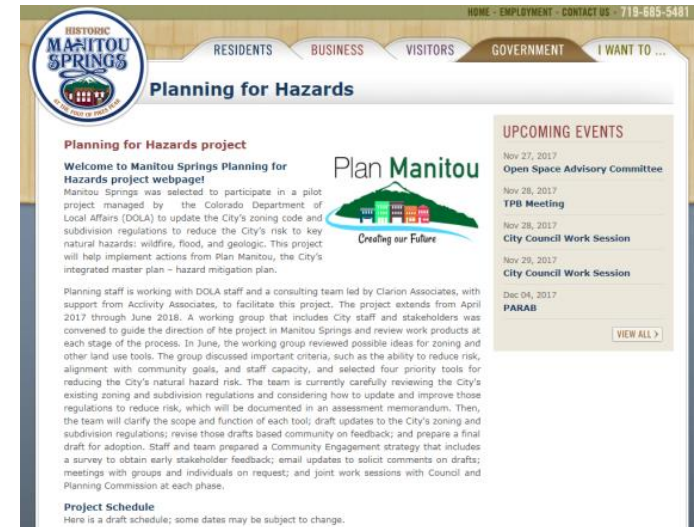 HOME - EMPLOYMENT - CONTACT US - 719-685-5481
HISTORIC
MANITOU
SPRINGS
AT THE FOOT OF PIKES PEAK
RESIDENTS
BUSINESS
VISITORS
GOVERNMENT
I WANT TO ...
Planning for Hazards
Planning for Hazards project
Welcome to Manitou Springs Planning for
Hazards project webpage!
Manitou Springs was selected to participate in a pilot
project managed by the Colorado Department of
Local Affairs (DOLA) to update the City's zoning code and
subdivision regulations to reduce the City's risk to key
natural hazards: wildfire, flood, and geologic. This project
will help implement actions from Plan Manitou, the City's
integrated master plan – hazard mitigation plan.
Plan Manitou
Creating our Future
Planning staff is working with DOLA staff and a consulting team led by Clarion Associates, with
support from Acclivity Associates, to facilitate this project. The project extends from April
2017 through June 2018. A working group that includes City staff and stakeholders was
convened to guide the direction of hte project in Manitou Springs and review work products at
each stage of the process. In June, the working group reviewed possible ideas for zoning and
other land use tools. The group discussed important criteria, such as the ability to reduce risk,
alignment with community goals, and staff capacity, and selected four priority tools for
reducing the City's natural hazard risk. The team is currently carefully reviewing the City's
existing zoning and subdivision regulations and considering how to update and improve those
regulations to reduce risk, which will be documented in an assessment memorandum. Then,
the team will clarify the scope and function of each tool; draft updates to the City's zoning and
subdivision regulations; revise those drafts based community on feedback; and prepare a final
draft for adoption. Staff and team prepared a Community Engagement strategy that includes
a survey to obtain early stakeholder feedback; email updates to solicit comments on drafts;
meetings with groups and individuals on request; and joint work sessions with Council and
Planning Commission at each phase.
Project Schedule
Here is a draft schedule; some dates may be subject to change.
UPCOMING EVENTS
Nov 27, 2017
Open Space Advisory Committee
Nov 28, 2017
TPB Meeting
Nov 28, 2017
City Council Work Session
Nov 29, 2017
City Council Work Session
Dec 04, 2017
PARAB
VIEW ALL >